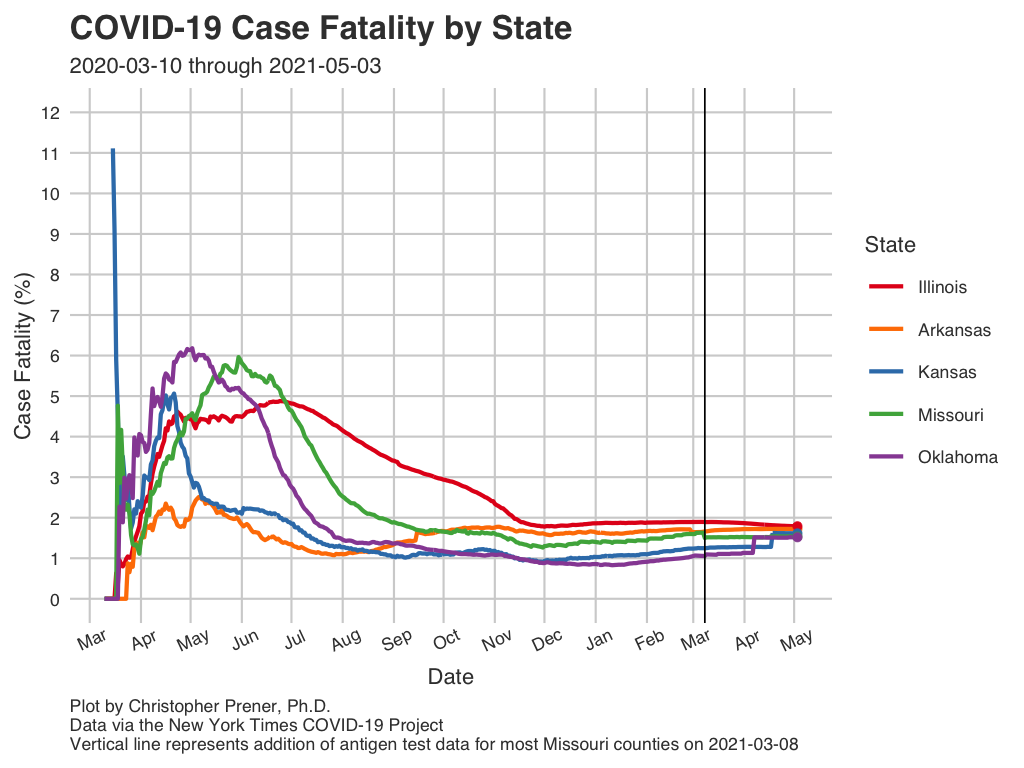 COVID-19 Case Fatality by State
2020-03-10 through 2021-05-03
12
11
10
9
8
7
6
5
4
3
2
1
0
Case Fatality (%)
Mar Apr May Jun Jul Aug Sep Oct Nov Dec Jan Feb Mar Apr May
Date
State
Illinois
Arkansas
Kansas
Missouri
Oklahoma
Plot by Christopher Prener, Ph.D.
Data via the New York Times COVID-19 Project
Vertical line represents addition of antigen test data for most Missouri counties on 2021-03-08